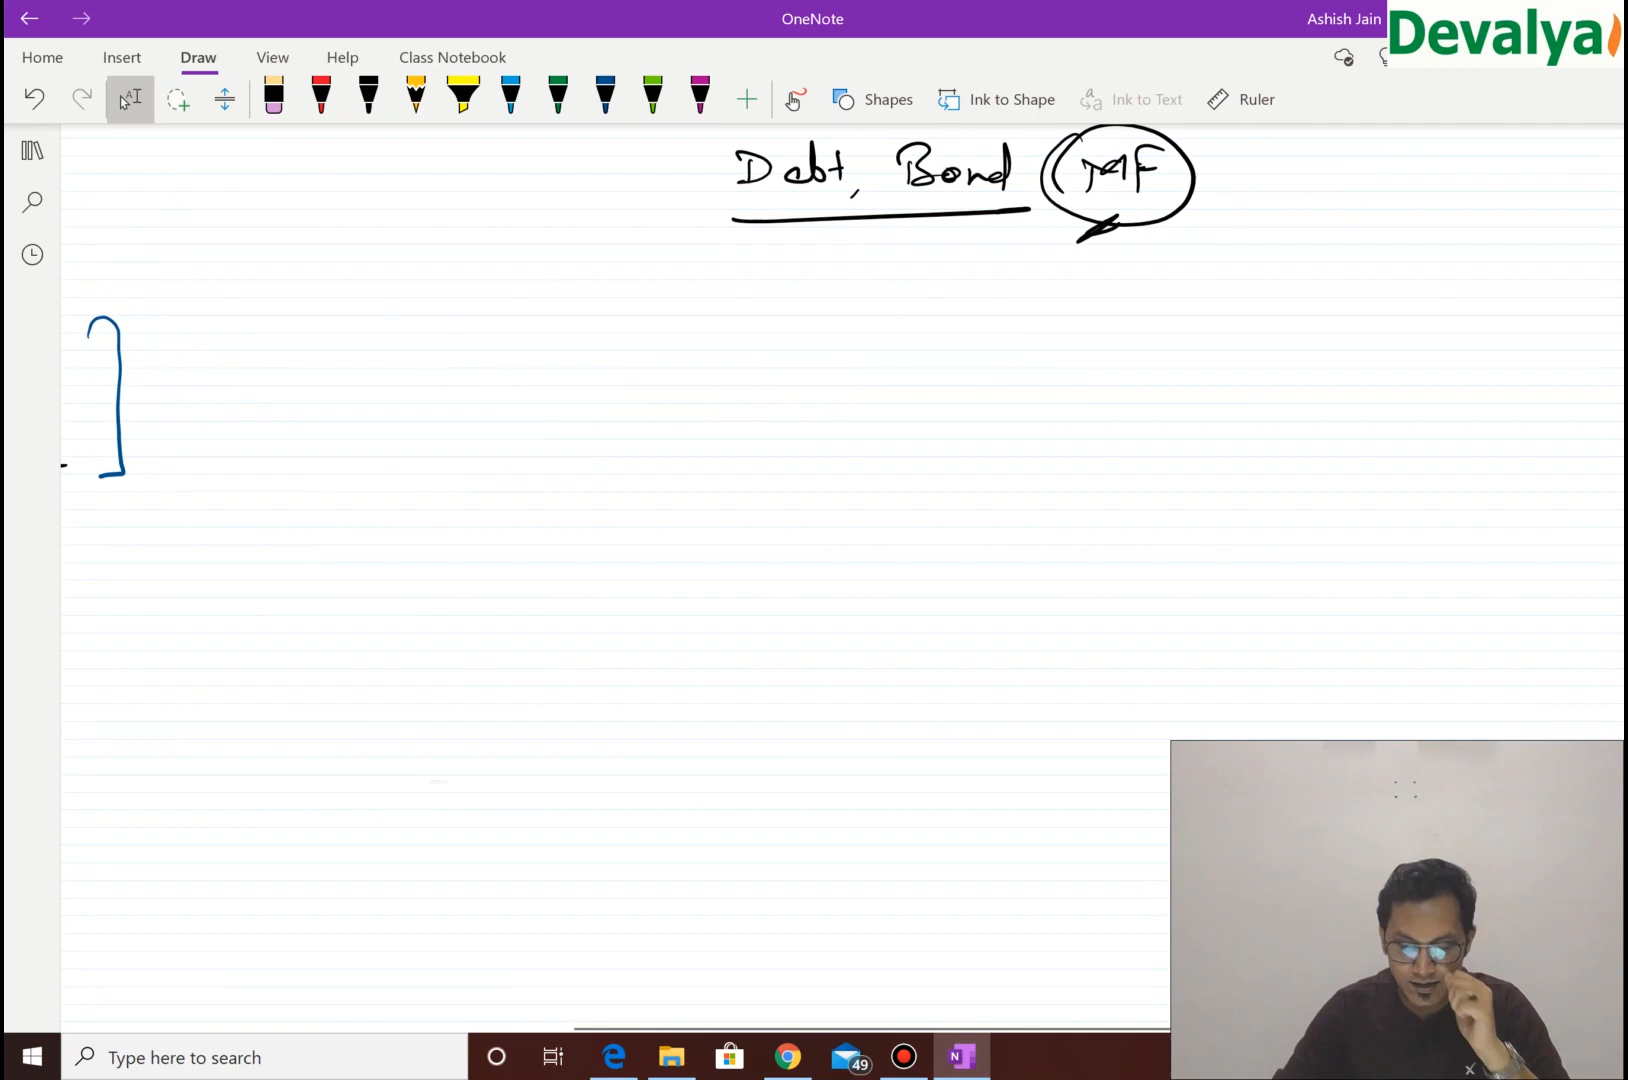 OneNote
Ashish Jain
Devalya
Home Insert Draw View Help Class Notebook
Shapes Ink to Shape Ink to Text Ruler
Debt, Bond (MF
Type here to search
49
N